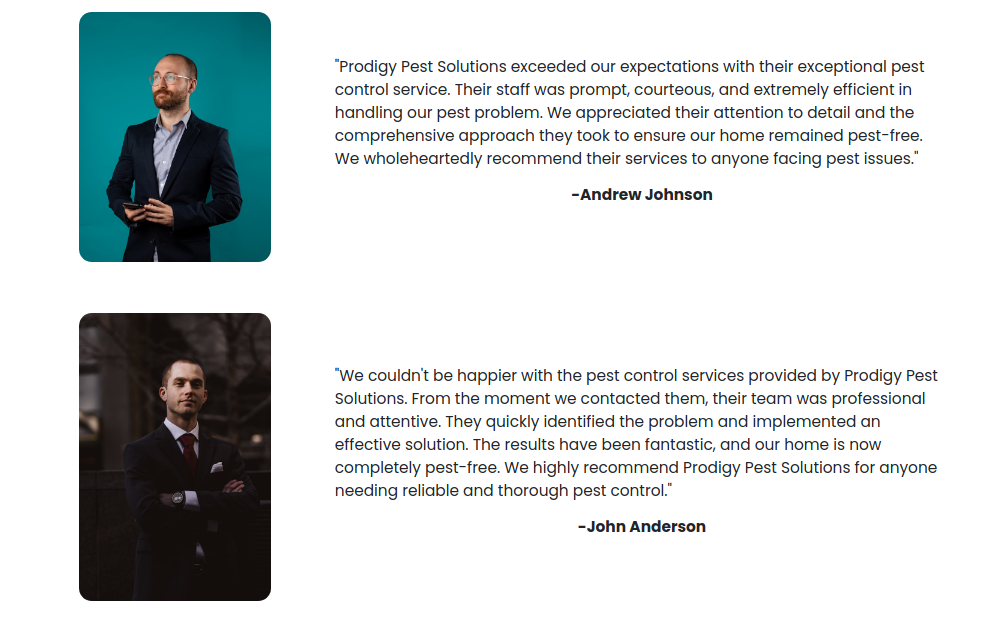 "Prodigy Pest Solutions exceeded our expectations with their exceptional pest
control service. Their staff was prompt, courteous, and extremely efficient in
handling our pest problem. We appreciated their attention to detail and the
comprehensive approach they took to ensure our home remained pest-free.
We wholeheartedly recommend their services to anyone facing pest issues."
-Andrew Johnson
"We couldn't be happier with the pest control services provided by Prodigy Pest
Solutions. From the moment we contacted them, their team was professional
and attentive. They quickly identified the problem and implemented an
effective solution. The results have been fantastic, and our home is now
completely pest-free. We highly recommend Prodigy Pest Solutions for anyone
needing reliable and thorough pest control."
-John Anderson